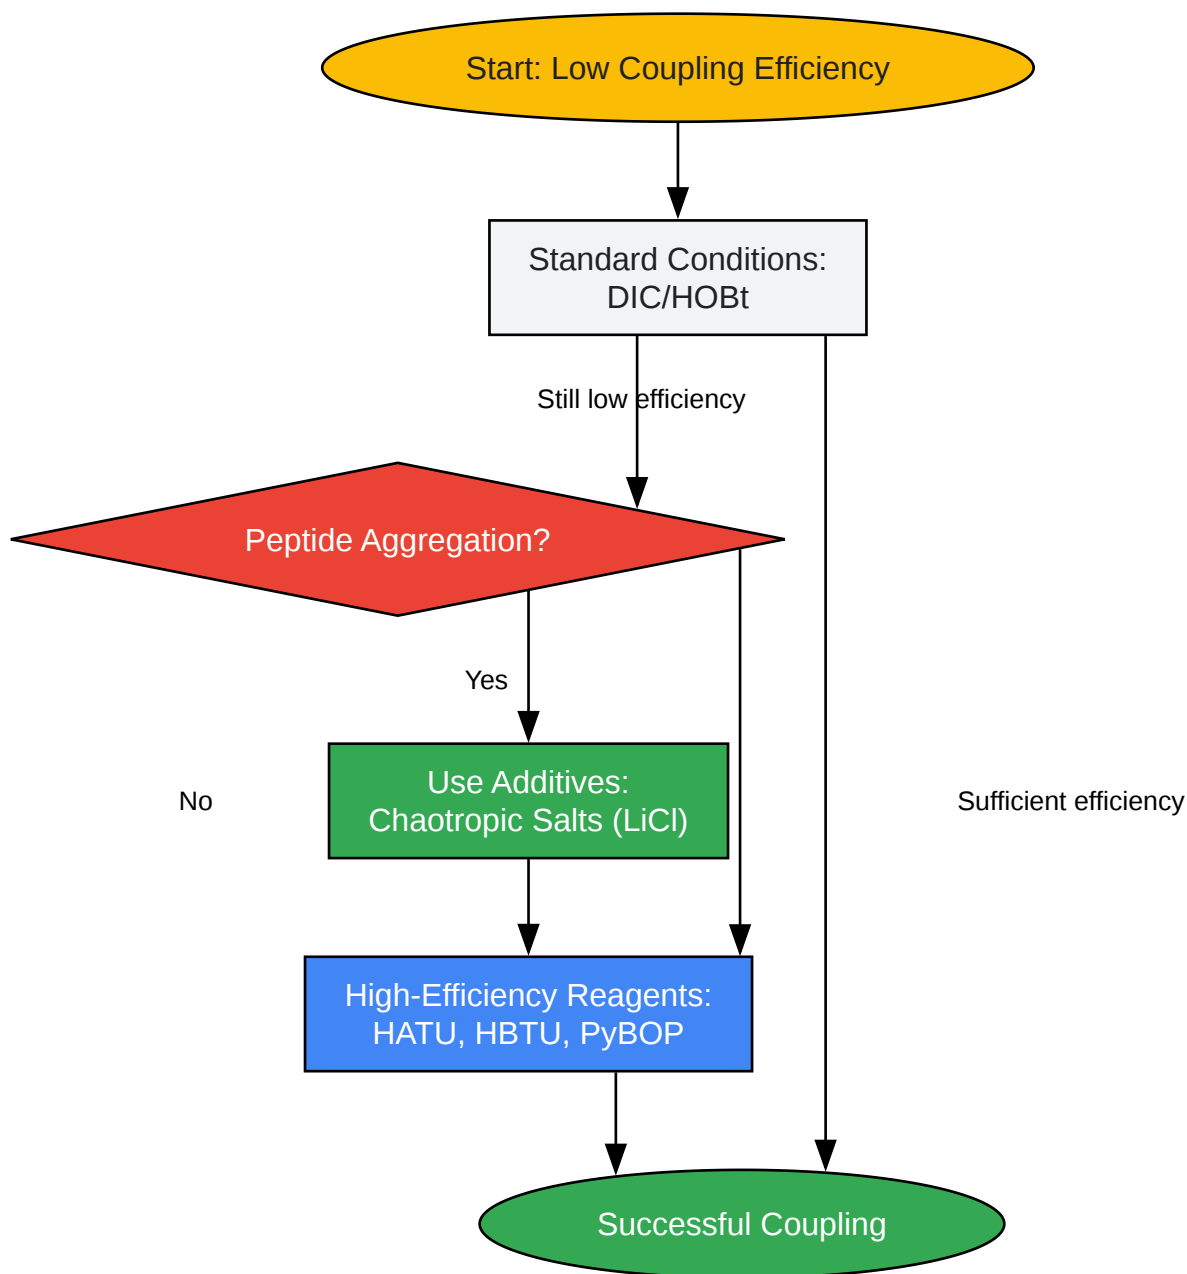 Start: Low Coupling Efficiency
Standard Conditions:
DIC/HOBt
Still low efficiency
Peptide Aggregation?
Yes
Use Additives:
Chaotropic Salts (LiCl)
No
Sufficient efficiency
High-Efficiency Reagents:
HATU, HBTU, PyBOP
Successful Coupling